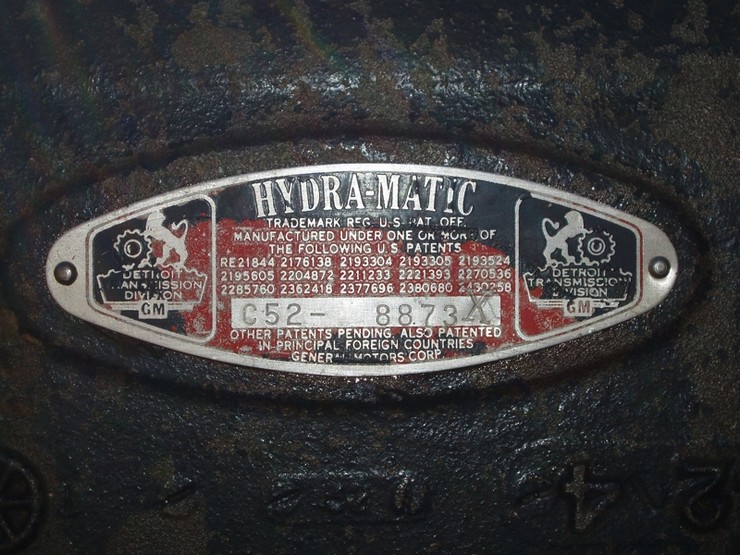 HYDRA-MATIC
TRADEMARK REG. U.S. PAT. OFF.
MANUFACTURED UNDER ONE OR MORE OF
THE FOLLOWING U.S. PATENTS
RE21844 2176138 2193304 2193305 2193524
2195605 2204872 2211233 2221393 2270536
2285760 2362418 2377696 2380680 2430258
C52- 8873X
OTHER PATENTS PENDING, ALSO PATENTED
IN PRINCIPAL FOREIGN COUNTRIES
GENERAL MOTORS CORP.
DETROIT
TRANSMISSION
DIVISION
GM
DETROIT
TRANSMISSION
DIVISION
GM